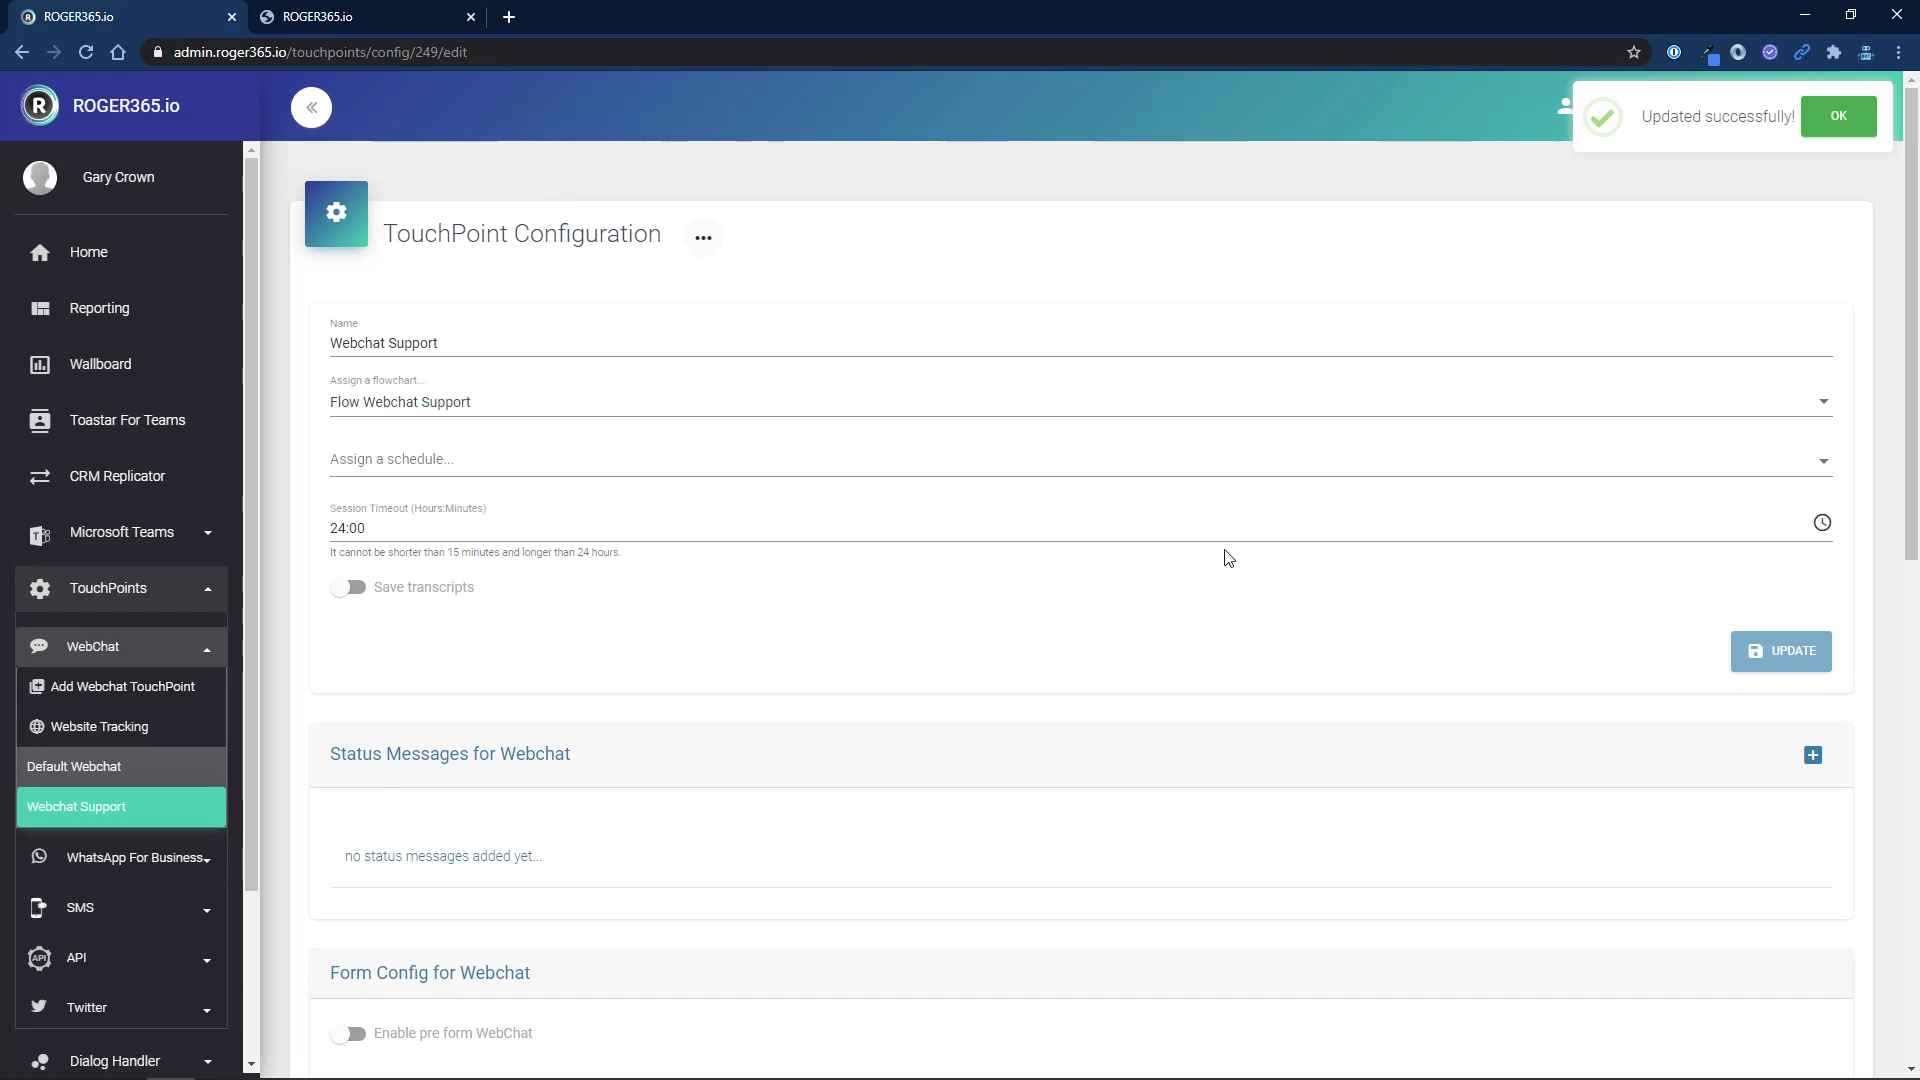 ROGER365.io
ROGER365.io
admin.roger365.io/touchpoints/config/249/edit
R ROGER365.io
Updated successfully!
OK
Gary Crown
Home
Reporting
Wallboard
Toastar For Teams
CRM Replicator
Microsoft Teams
TouchPoints
WebChat
Add Webchat TouchPoint
Website Tracking
Default Webchat
Webchat Support
WhatsApp For Business
SMS
API
API
Twitter
Dialog Handler
TouchPoint Configuration
Name
Webchat Support
Assign a flowchart...
Flow Webchat Support
Assign a schedule...
Session Timeout (Hours:Minutes)
24:00
It cannot be shorter than 15 minutes and longer than 24 hours.
Save transcripts
UPDATE
Status Messages for Webchat
no status messages added yet...
Form Config for Webchat
Enable pre form WebChat